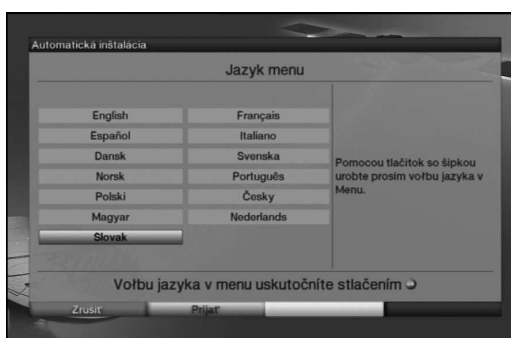 Automatická inštalácia
Jazyk menu
English
Français
Español
Italiano
Dansk
Svenska
Norsk
Português
Polski
Česky
Magyar
Nederlands
Slovak
Pomocou tlačítok so šípkou
urobte prosím voľbu jazyka v
Menu.
Voľbu jazyka v menu uskutočníte stlačením
Zrušiť
Prijať